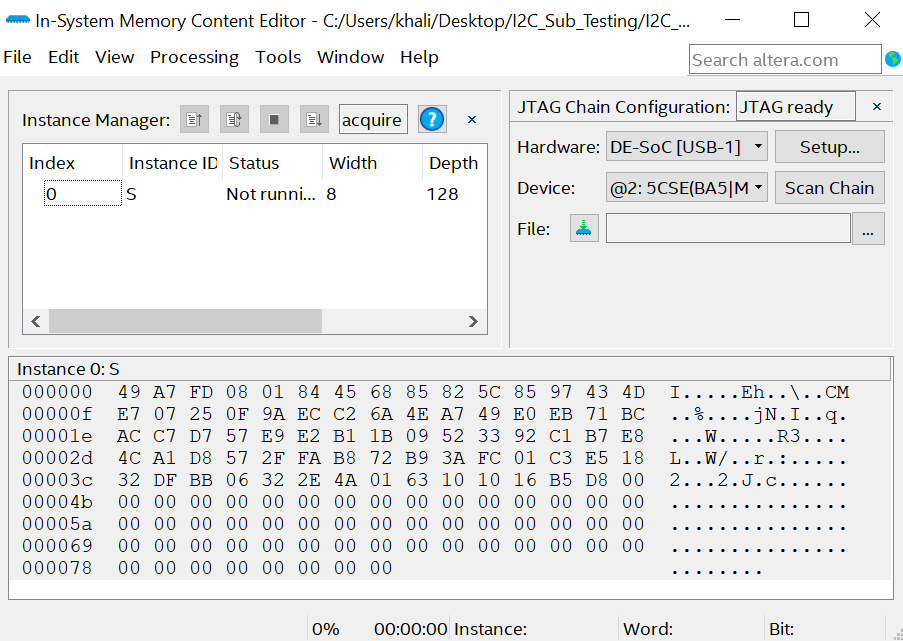 In-System Memory Content Editor - C:/Users/khali/Desktop/I2C_Sub_Testing/I2C_...
File Edit View Processing Tools Window Help
Search altera.com
Instance Manager: acquire ?
Index Instance ID Status Width Depth
0 S Not runni... 8 128
JTAG Chain Configuration: JTAG ready
Hardware: DE-SoC [USB-1] Setup...
Device: @2: 5CSE(BA5|M Scan Chain
File: ...
Instance 0: S
000000 49 A7 FD 08 01 84 45 68 85 82 5C 85 97 43 4D I.....Eh..\..CM
00000f E7 07 25 0F 9A EC C2 6A 4E A7 49 E0 EB 71 BC ..%....jN.I..q.
00001e AC C7 D7 57 E9 E2 B1 1B 09 52 33 92 C1 B7 E8 ...W.....R3....
00002d 4C A1 D8 57 2F FA B8 72 B9 3A FC 01 C3 E5 18 L..W/..r.:.....
00003c 32 DF BB 06 32 2E 4A 01 63 10 10 16 B5 D8 00 2...2.J.c......
00004b 00 00 00 00 00 00 00 00 00 00 00 00 00 00 00 ...............
00005a 00 00 00 00 00 00 00 00 00 00 00 00 00 00 00 ...............
000069 00 00 00 00 00 00 00 00 00 00 00 00 00 00 00 ...............
000078 00 00 00 00 00 00 00 00 ........
0% 00:00:00 Instance: Word: Bit: